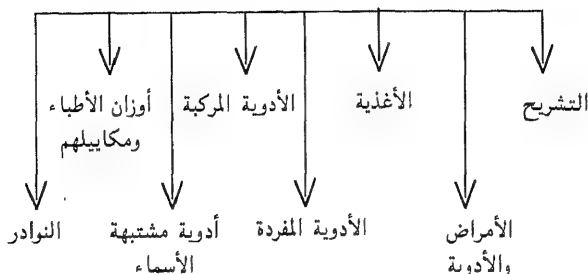 التشريح
الأمراض
والأدوية
الأغذية
الأدوية المفردة
الأدوية المركبة
أدوية مشتبهة
الأسماء
أوزان الأطباء
ومكاييلهم
النوادر